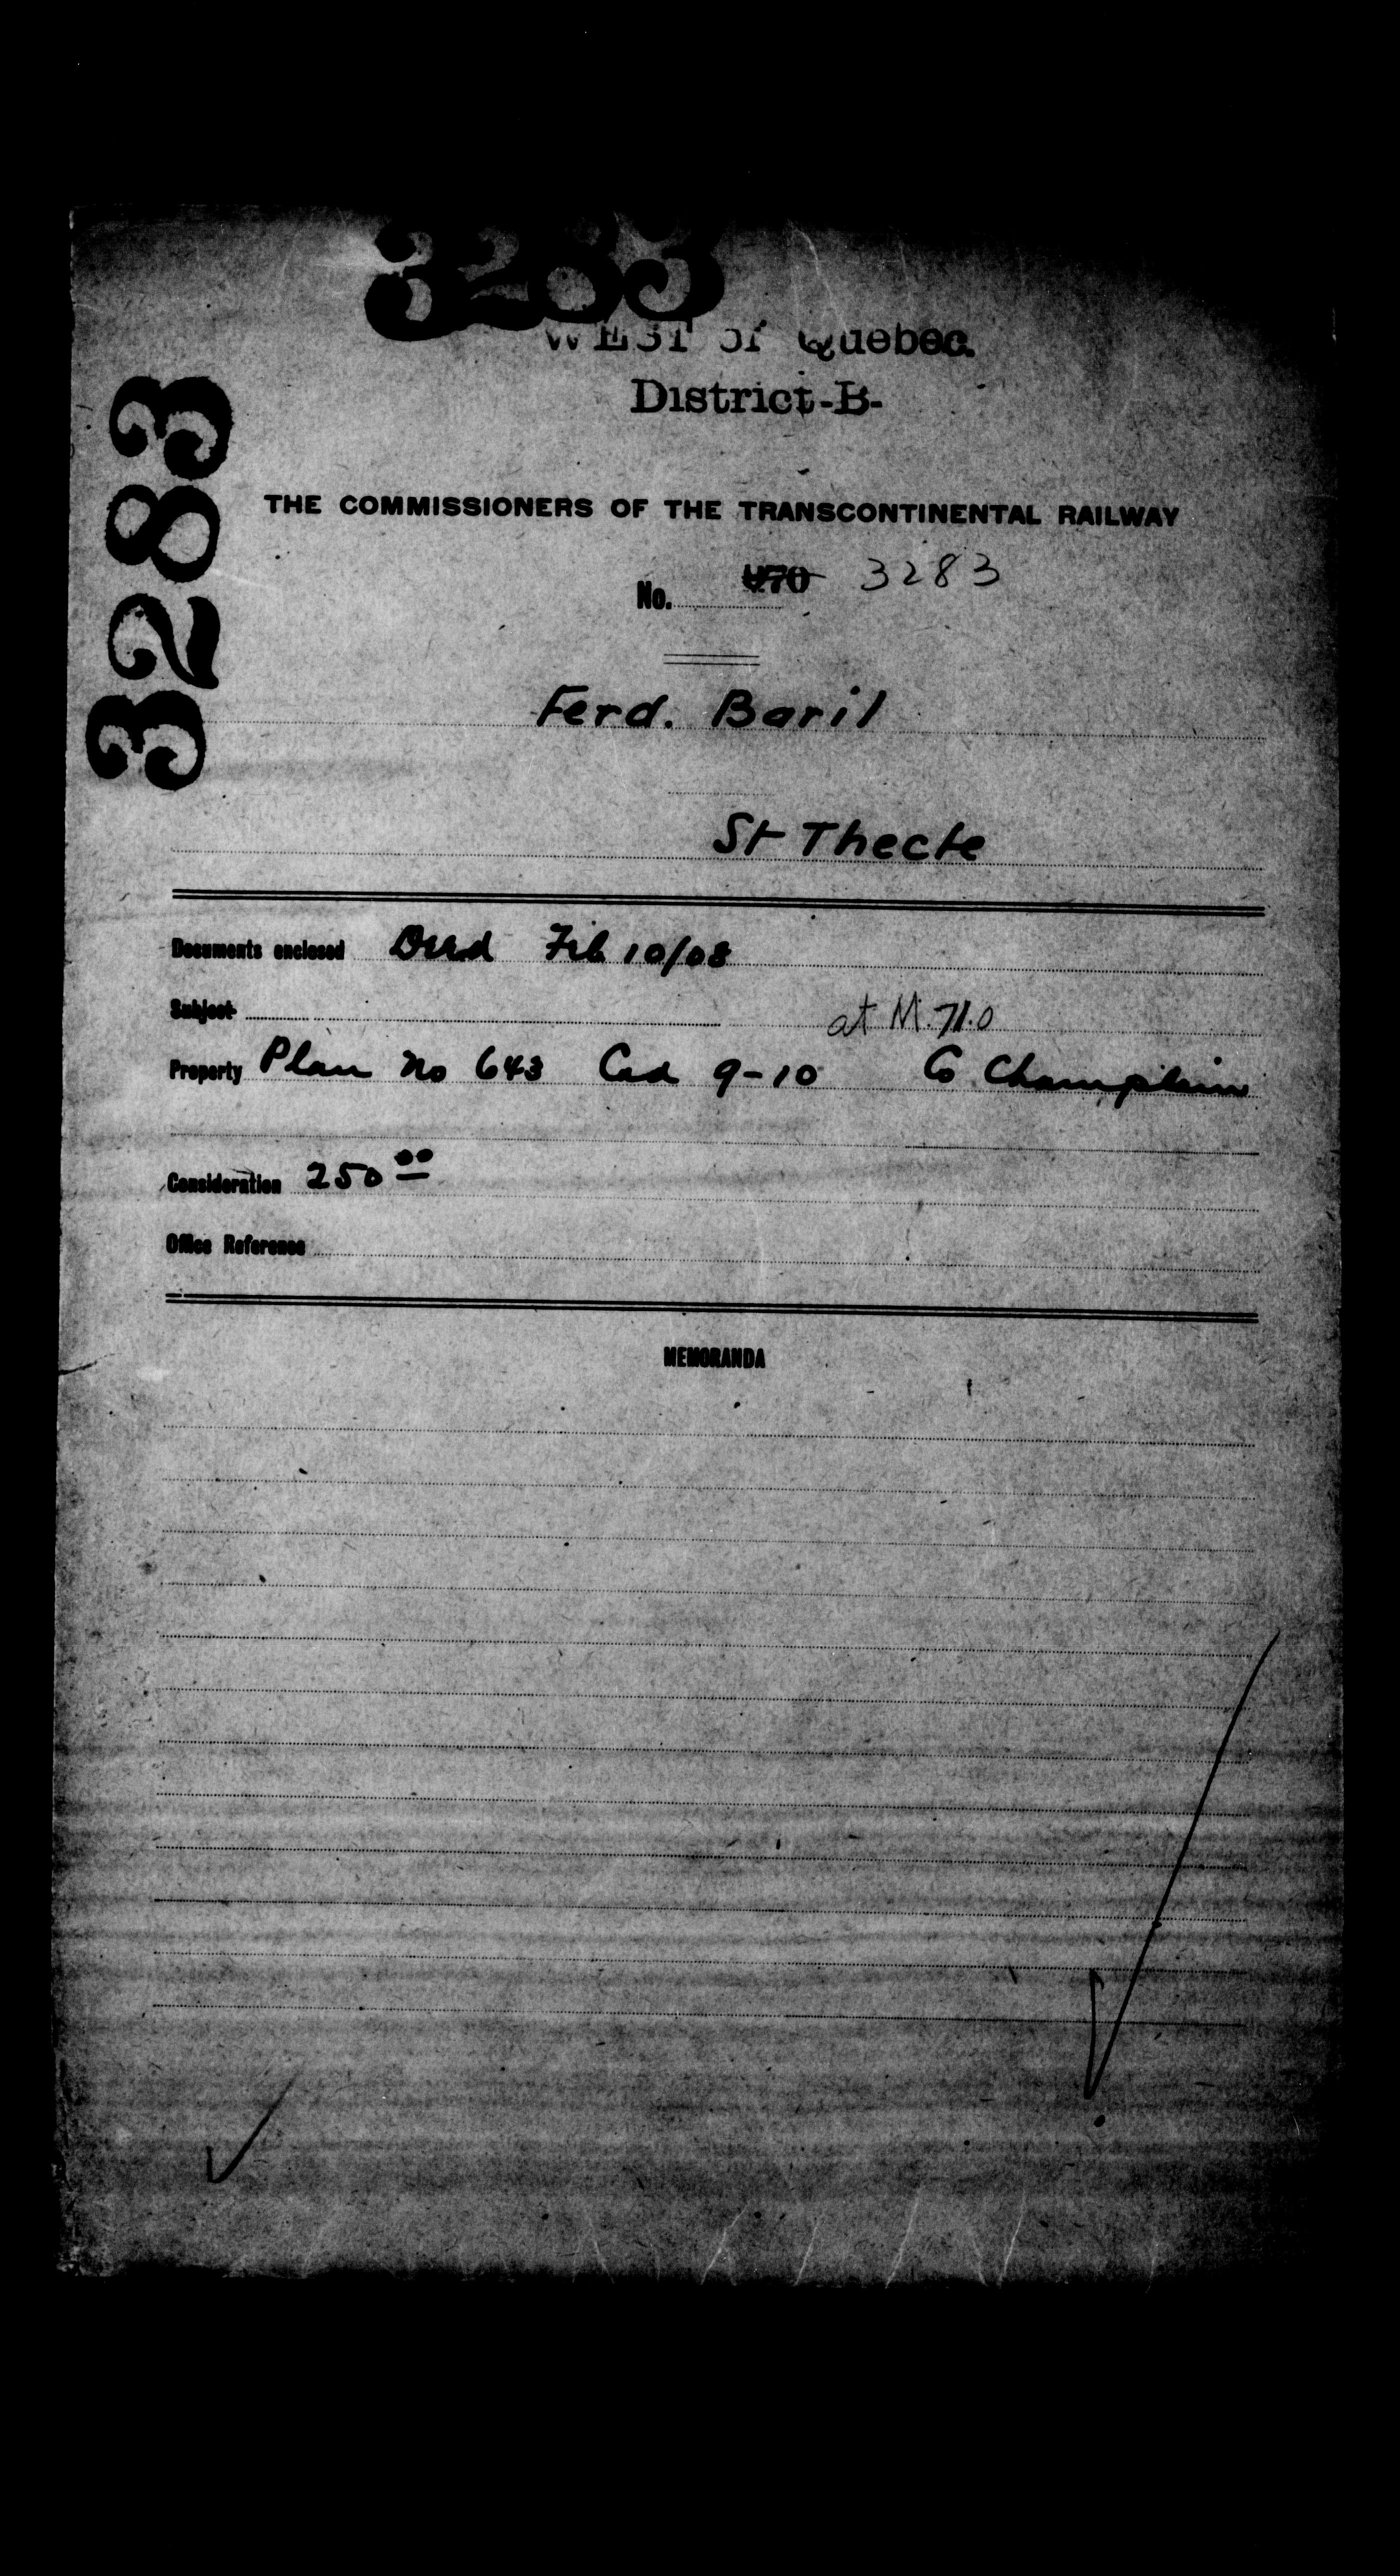 3283
WEST of Quebec.
District-B-
3283
THE COMMISSIONERS OF THE TRANSCONTINENTAL RAILWAY
No. 3283
Ferd. Baril
St Thecle
Documents enclosed Deed Feb 10/08
Subject at M. 71.0
Property Plan No 643 Cad 9-10 Co Champlain
Consideration 250 00
Office Reference
MEMORANDA